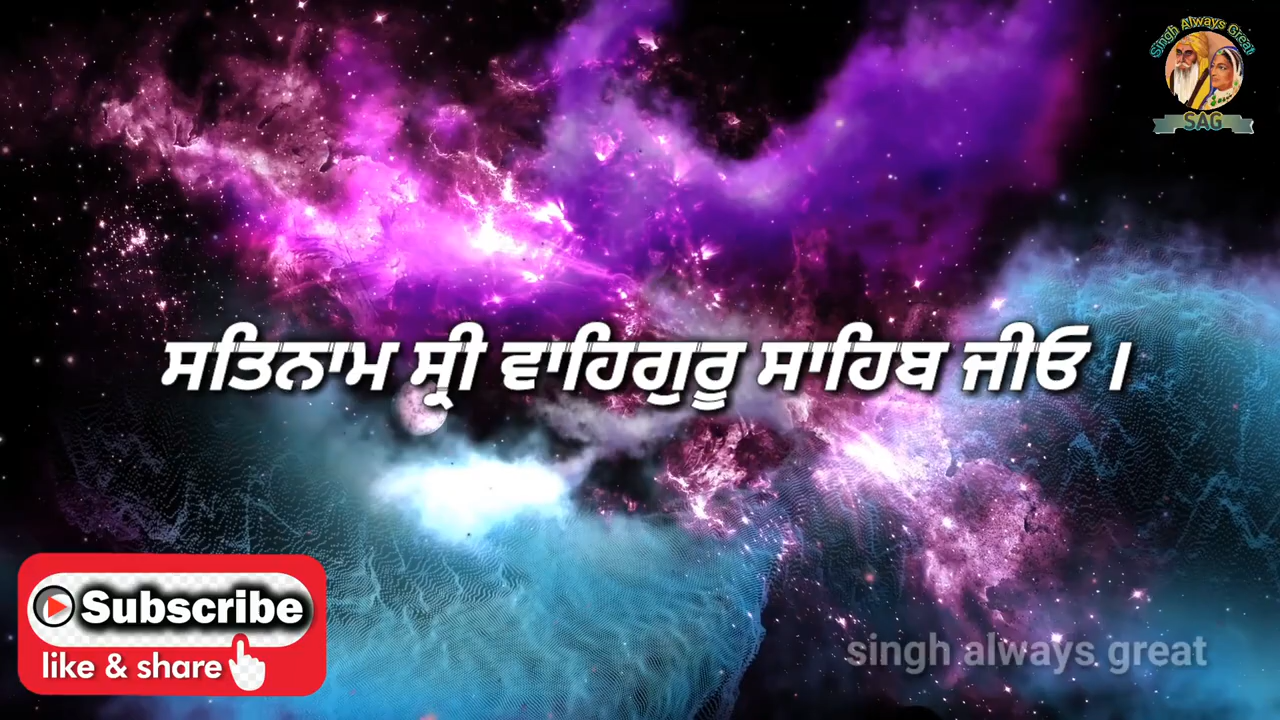 Singh Always Great
SAG
ਸਤਿਨਾਮ ਸ੍ਰੀ ਵਾਹਿਗੁਰੂ ਸਾਹਿਬ ਜੀਓ ।
Subscribe
like & share
singh always great